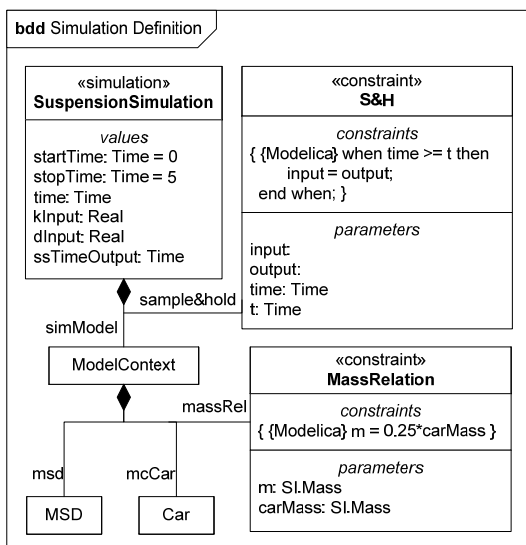 bdd Simulation Definition
«simulation»
SuspensionSimulation
values
startTime: Time = 0
stopTime: Time = 5
time: Time
kInput: Real
dInput: Real
ssTimeOutput: Time
«constraint»
S&H
constraints
{ {Modelica} when time >= t then
input = output;
end when; }
parameters
input:
output:
time: Time
t: Time
sample&hold
simModel
ModelContext
massRel
«constraint»
MassRelation
constraints
{ {Modelica} m = 0.25*carMass }
parameters
m: SI.Mass
carMass: SI.Mass
msd
mcCar
MSD
Car